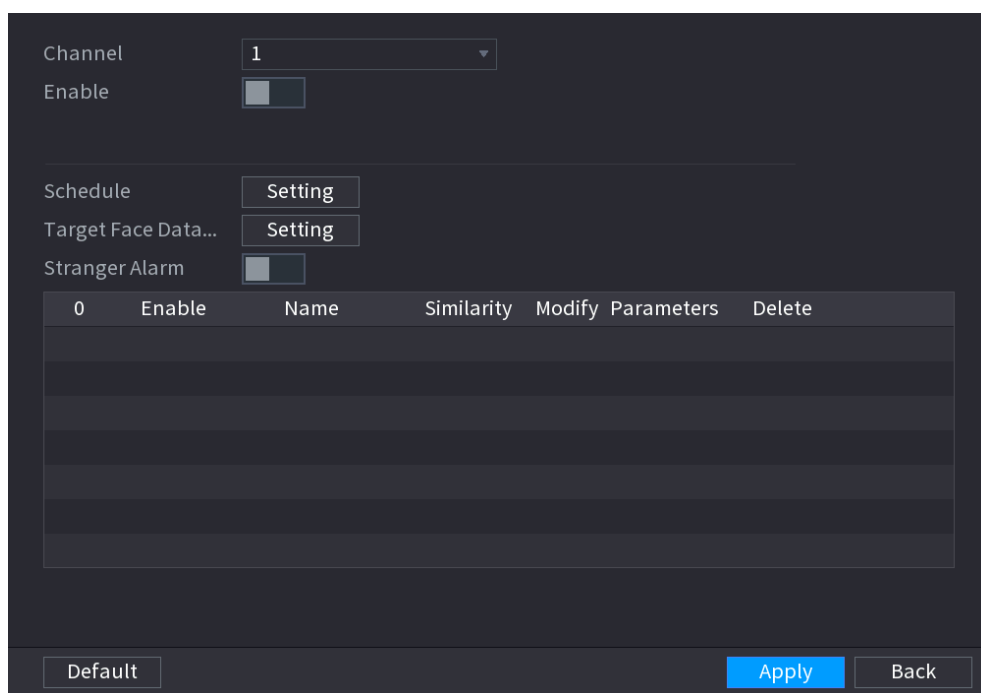 Channel 1
Enable
Schedule Setting
Target Face Data... Setting
Stranger Alarm
0 Enable Name Similarity Modify Parameters Delete
Default Apply Back